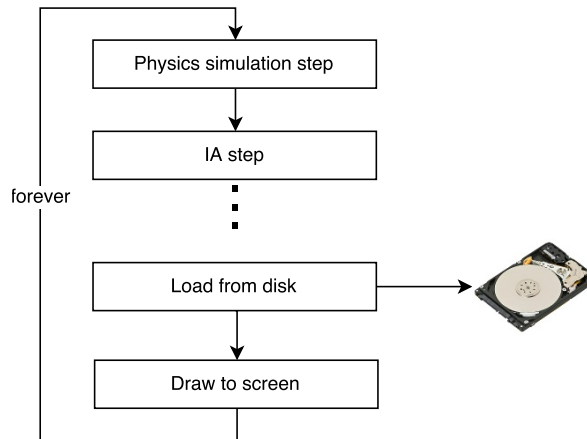 Physics simulation step
IA step
forever
Load from disk
Draw to screen